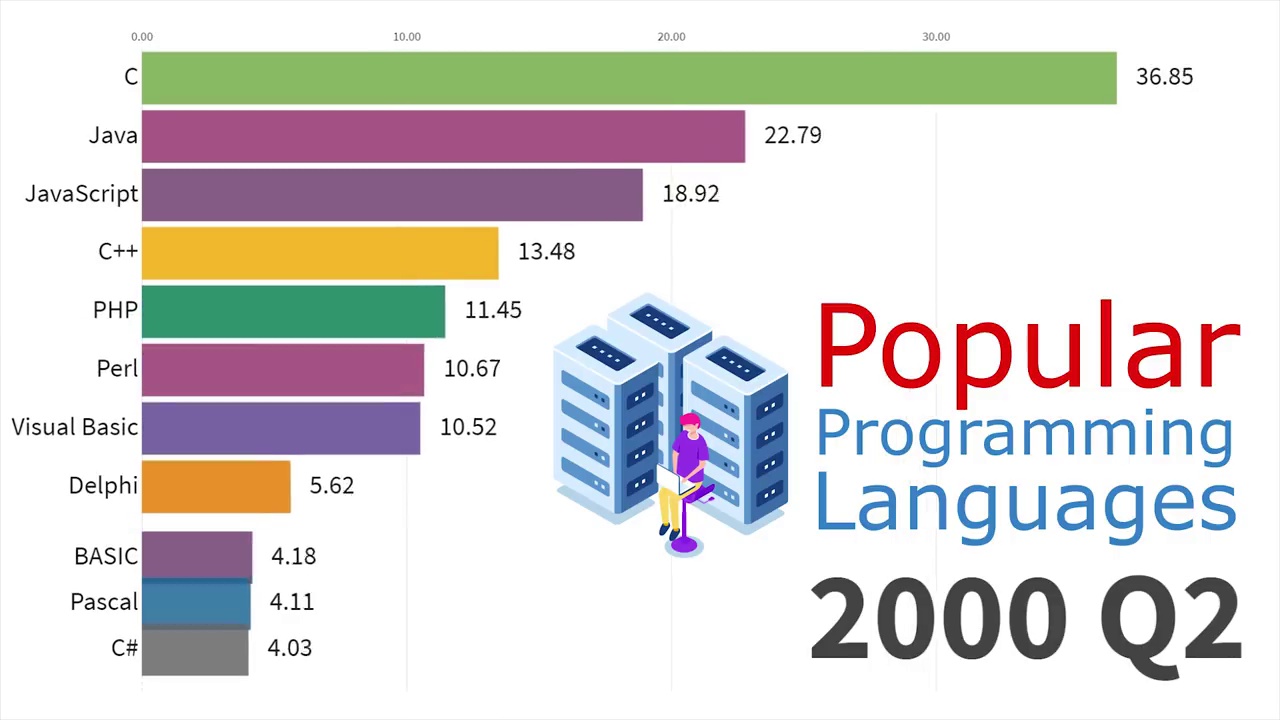 0.00 10.00 20.00 30.00
C 36.85
Java 22.79
JavaScript 18.92
C++ 13.48
PHP 11.45
Perl 10.67
Visual Basic 10.52
Delphi 5.62
BASIC 4.18
Pascal 4.11
C# 4.03
Popular
Programming
Languages
2000 Q2